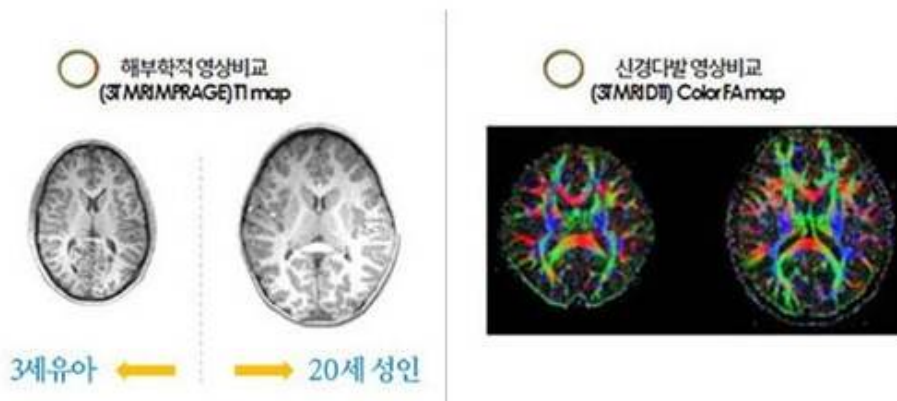 해부학적 영상비교
(3T MRI MPRAGE) T1 map
신경다발 영상비교
(3T MRI DTI) Color FA map
3세유아
20세 성인